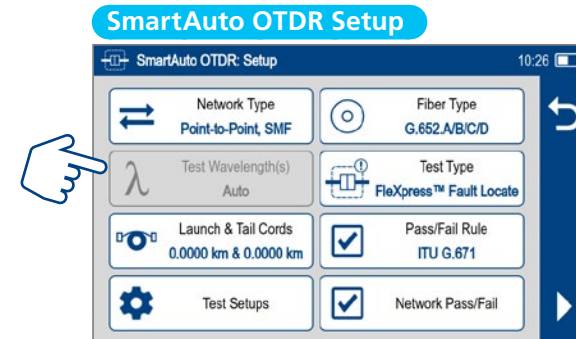 SmartAuto OTDR Setup
SmartAuto OTDR: Setup
10:26
Network Type
Point-to-Point, SMF
Fiber Type
G.652.A/B/C/D
λ
Test Wavelength(s)
Auto
Test Type
FleXpress™ Fault Locate
Launch & Tail Cords
0.0000 km & 0.0000 km
Pass/Fail Rule
ITU G.671
Test Setups
Network Pass/Fail